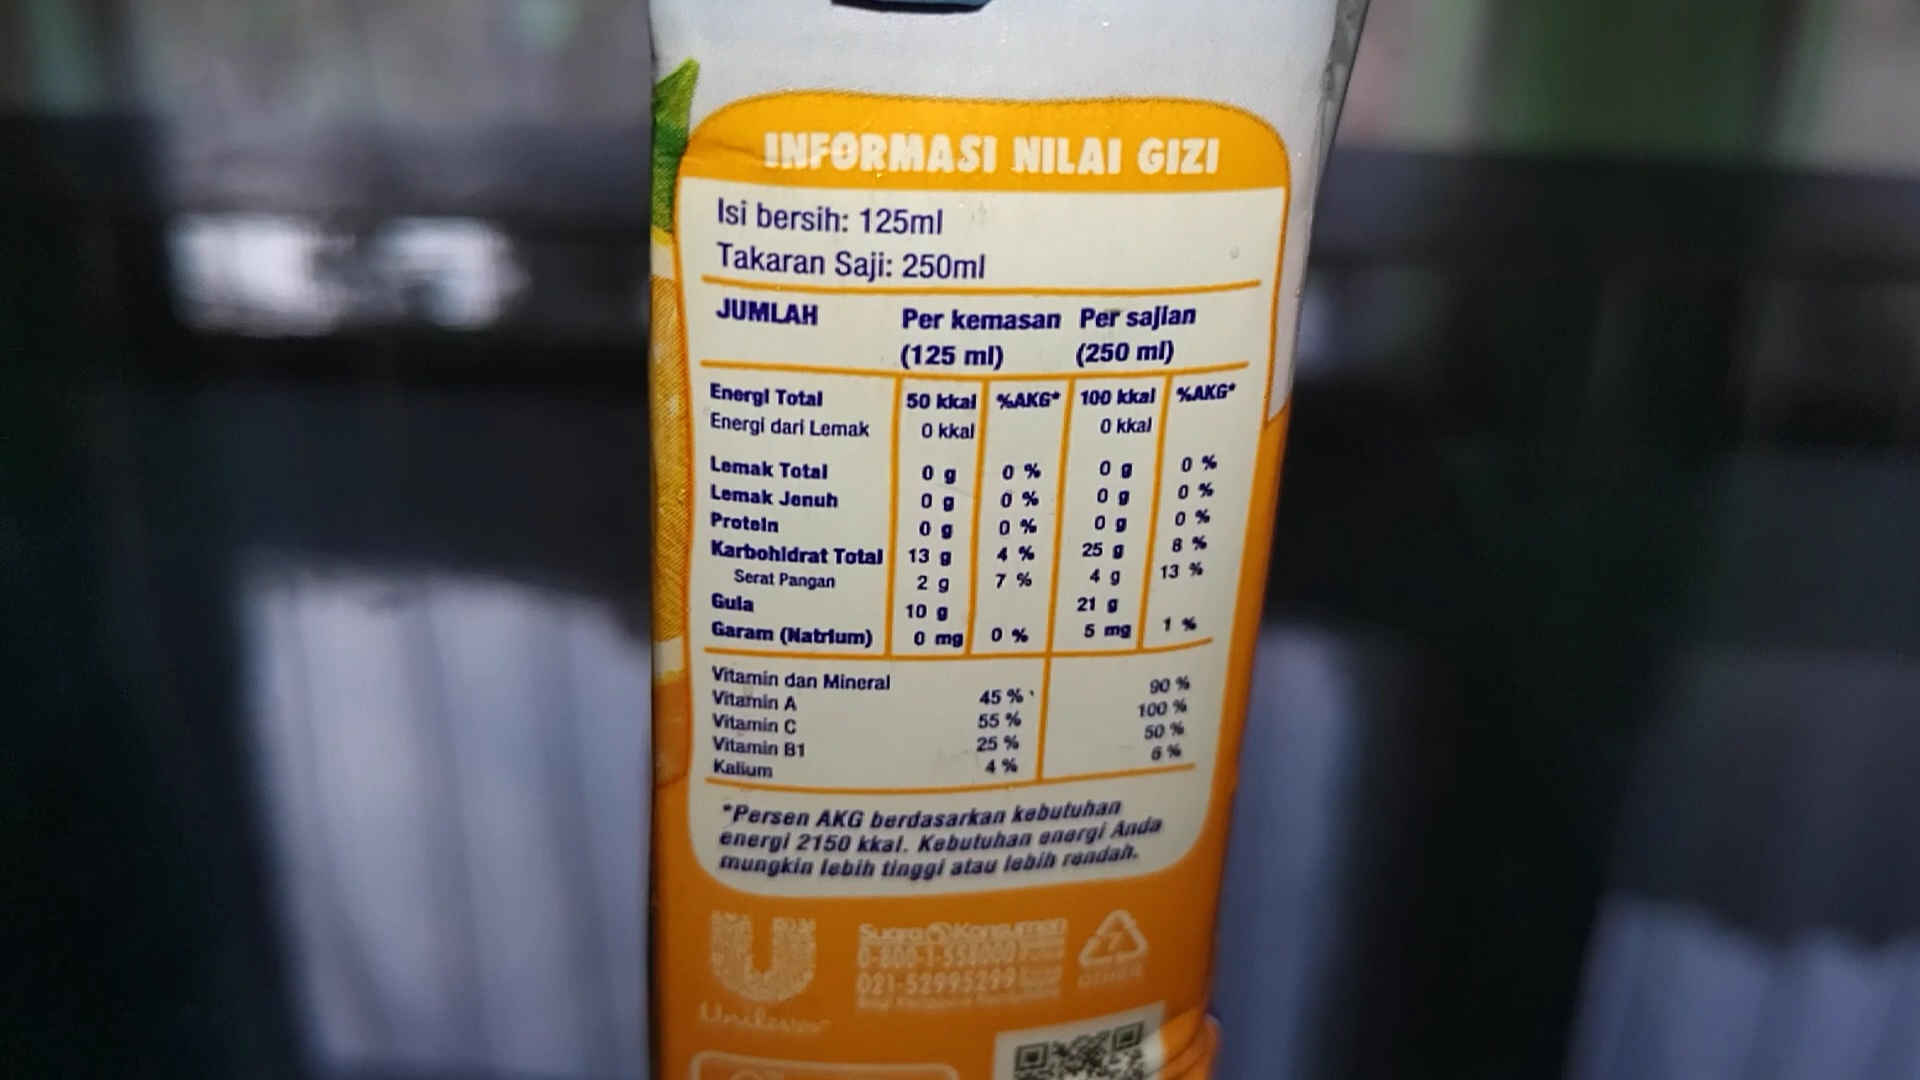 INFORMASI NILAI GIZI
Isi bersih: 125ml
Takaran Saji: 250ml
JUMLAH Per kemasan Per sajian
(125 ml) (250 ml)
Energi Total 50 kkal %AKG* 100 kkal %AKG*
Energi dari Lemak 0 kkal 0 kkal
Lemak Total 0 g 0 % 0 g 0 %
Lemak Jenuh 0 g 0 % 0 g 0 %
Protein 0 g 0 % 0 g 0 %
Karbohidrat Total 13 g 4 % 25 g 8 %
Serat Pangan 2 g 7 % 4 g 13 %
Gula 10 g 21 g
Garam (Natrium) 0 mg 0 % 5 mg 1 %
Vitamin dan Mineral
Vitamin A 45 % 90 %
Vitamin C 55 % 100 %
Vitamin B1 25 % 50 %
Kalium 4 % 6 %
*Persen AKG berdasarkan kebutuhan
energi 2150 kkal. Kebutuhan energi Anda
mungkin lebih tinggi atau lebih rendah.
Suara Konsumen
0-800-1-558000
021-52995299
Unilever
7